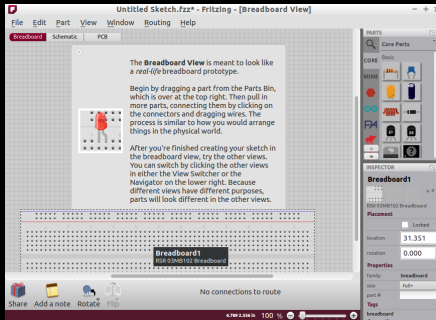 Untitled Sketch.fzz* - Fritzing - [Breadboard View]
File Edit Part View Window Routing Help
Breadboard Schematic PCB
The Breadboard View is meant to look like
a real-life breadboard prototype.
Begin by dragging a part from the Parts Bin,
which is over at the top right. Then pull in
more parts, connecting them by clicking on
the connectors and dragging wires. The
process is similar to how you would arrange
things in the physical world.
After you're finished creating your sketch in
the breadboard view, try the other views.
You can switch by clicking the other views
in either the View Switcher or the
Navigator on the lower right. Because
different views have different purposes,
parts will look different in the other views.
Breadboard1
RSR 03MB102 Breadboard
Share Add a note Rotate Flip
No connections to route
100 %
PARTS
Core Parts
CORE
Basic
MINE
INSPECTOR
Breadboard1
RSR 03MB102 Breadboard
Placement
Locked
location 31.351
rotation 0.000
Properties
family breadboard
size Full+
part #
Tags
breadboard